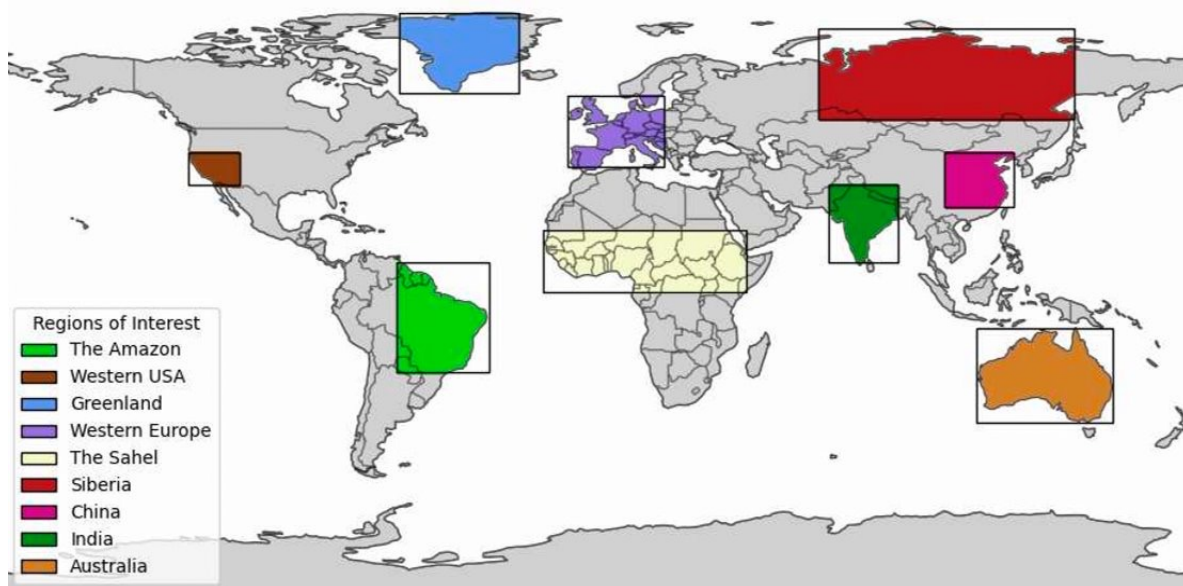 Regions of Interest
The Amazon
Western USA
Greenland
Western Europe
The Sahel
Siberia
China
India
Australia